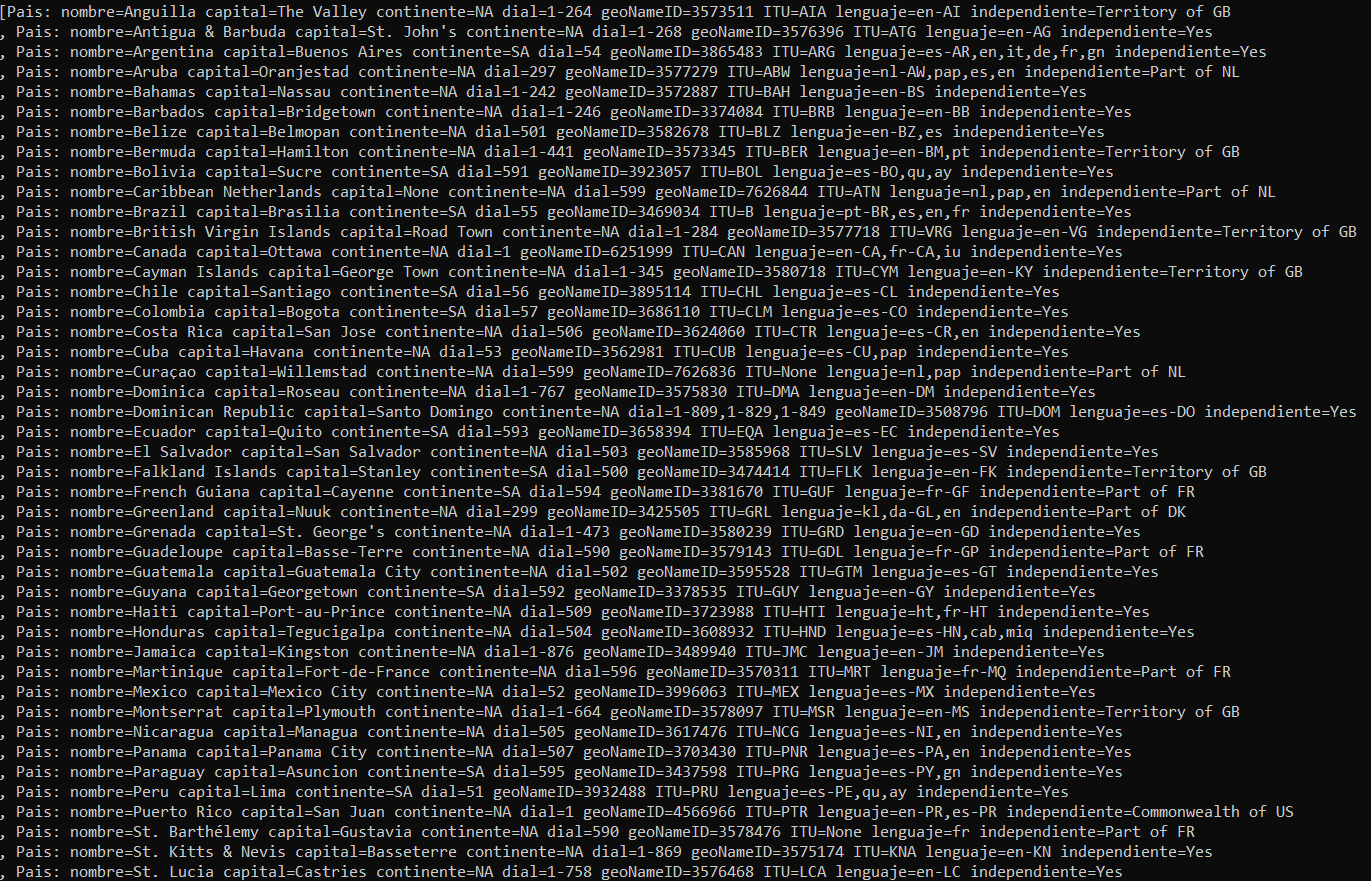 [Pais: nombre=Anguilla capital=The Valley continente=NA dial=1-264 geoNameID=3573511 ITU=AIA lenguaje=en-AI independiente=Territory of GB
, Pais: nombre=Antigua & Barbuda capital=St. John's continente=NA dial=1-268 geoNameID=3576396 ITU=ATG lenguaje=en-AG independiente=Yes
, Pais: nombre=Argentina capital=Buenos Aires continente=SA dial=54 geoNameID=3865483 ITU=ARG lenguaje=es-AR,en,it,de,fr,gn independiente=Yes
, Pais: nombre=Aruba capital=Oranjestad continente=NA dial=297 geoNameID=3577279 ITU=ABW lenguaje=nl-AW,pap,es,en independiente=Part of NL
, Pais: nombre=Bahamas capital=Nassau continente=NA dial=1-242 geoNameID=3572887 ITU=BAH lenguaje=en-BS independiente=Yes
, Pais: nombre=Barbados capital=Bridgetown continente=NA dial=1-246 geoNameID=3374084 ITU=BRB lenguaje=en-BB independiente=Yes
, Pais: nombre=Belize capital=Belmopan continente=NA dial=501 geoNameID=3582678 ITU=BLZ lenguaje=en-BZ,es independiente=Yes
, Pais: nombre=Bermuda capital=Hamilton continente=NA dial=1-441 geoNameID=3573345 ITU=BER lenguaje=en-BM,pt independiente=Territory of GB
, Pais: nombre=Bolivia capital=Sucre continente=SA dial=591 geoNameID=3923057 ITU=BOL lenguaje=es-BO,qu,ay independiente=Yes
, Pais: nombre=Caribbean Netherlands capital=None continente=NA dial=599 geoNameID=7626844 ITU=ATN lenguaje=nl,pap,en independiente=Part of NL
, Pais: nombre=Brazil capital=Brasilia continente=SA dial=55 geoNameID=3469034 ITU=B lenguaje=pt-BR,es,en,fr independiente=Yes
, Pais: nombre=British Virgin Islands capital=Road Town continente=NA dial=1-284 geoNameID=3577718 ITU=VRG lenguaje=en-VG independiente=Territory of GB
, Pais: nombre=Canada capital=Ottawa continente=NA dial=1 geoNameID=6251999 ITU=CAN lenguaje=en-CA,fr-CA,iu independiente=Yes
, Pais: nombre=Cayman Islands capital=George Town continente=NA dial=1-345 geoNameID=3580718 ITU=CYM lenguaje=en-KY independiente=Territory of GB
, Pais: nombre=Chile capital=Santiago continente=SA dial=56 geoNameID=3895114 ITU=CHL lenguaje=es-CL independiente=Yes
, Pais: nombre=Colombia capital=Bogota continente=SA dial=57 geoNameID=3686110 ITU=CLM lenguaje=es-CO independiente=Yes
, Pais: nombre=Costa Rica capital=San Jose continente=NA dial=506 geoNameID=3624060 ITU=CTR lenguaje=es-CR,en independiente=Yes
, Pais: nombre=Cuba capital=Havana continente=NA dial=53 geoNameID=3562981 ITU=CUB lenguaje=es-CU,pap independiente=Yes
, Pais: nombre=Curaçao capital=Willemstad continente=NA dial=599 geoNameID=7626836 ITU=None lenguaje=nl,pap independiente=Part of NL
, Pais: nombre=Dominica capital=Roseau continente=NA dial=1-767 geoNameID=3575830 ITU=DMA lenguaje=en-DM independiente=Yes
, Pais: nombre=Dominican Republic capital=Santo Domingo continente=NA dial=1-809,1-829,1-849 geoNameID=3508796 ITU=DOM lenguaje=es-DO independiente=Yes
, Pais: nombre=Ecuador capital=Quito continente=SA dial=593 geoNameID=3658394 ITU=EQA lenguaje=es-EC independiente=Yes
, Pais: nombre=El Salvador capital=San Salvador continente=NA dial=503 geoNameID=3585968 ITU=SLV lenguaje=es-SV independiente=Yes
, Pais: nombre=Falkland Islands capital=Stanley continente=SA dial=500 geoNameID=3474414 ITU=FLK lenguaje=en-FK independiente=Territory of GB
, Pais: nombre=French Guiana capital=Cayenne continente=SA dial=594 geoNameID=3381670 ITU=GUF lenguaje=fr-GF independiente=Part of FR
, Pais: nombre=Greenland capital=Nuuk continente=NA dial=299 geoNameID=3425505 ITU=GRL lenguaje=kl,da-GL,en independiente=Part of DK
, Pais: nombre=Grenada capital=St. George's continente=NA dial=1-473 geoNameID=3580239 ITU=GRD lenguaje=en-GD independiente=Yes
, Pais: nombre=Guadeloupe capital=Basse-Terre continente=NA dial=590 geoNameID=3579143 ITU=GDL lenguaje=fr-GP independiente=Part of FR
, Pais: nombre=Guatemala capital=Guatemala City continente=NA dial=502 geoNameID=3595528 ITU=GTM lenguaje=es-GT independiente=Yes
, Pais: nombre=Guyana capital=Georgetown continente=SA dial=592 geoNameID=3378535 ITU=GUY lenguaje=en-GY independiente=Yes
, Pais: nombre=Haiti capital=Port-au-Prince continente=NA dial=509 geoNameID=3723988 ITU=HTI lenguaje=ht,fr-HT independiente=Yes
, Pais: nombre=Honduras capital=Tegucigalpa continente=NA dial=504 geoNameID=3608932 ITU=HND lenguaje=es-HN,cab,miq independiente=Yes
, Pais: nombre=Jamaica capital=Kingston continente=NA dial=1-876 geoNameID=3489940 ITU=JMC lenguaje=en-JM independiente=Yes
, Pais: nombre=Martinique capital=Fort-de-France continente=NA dial=596 geoNameID=3570311 ITU=MRT lenguaje=fr-MQ independiente=Part of FR
, Pais: nombre=Mexico capital=Mexico City continente=NA dial=52 geoNameID=3996063 ITU=MEX lenguaje=es-MX independiente=Yes
, Pais: nombre=Montserrat capital=Plymouth continente=NA dial=1-664 geoNameID=3578097 ITU=MSR lenguaje=en-MS independiente=Territory of GB
, Pais: nombre=Nicaragua capital=Managua continente=NA dial=505 geoNameID=3617476 ITU=NCG lenguaje=es-NI,en independiente=Yes
, Pais: nombre=Panama capital=Panama City continente=NA dial=507 geoNameID=3703430 ITU=PNR lenguaje=es-PA,en independiente=Yes
, Pais: nombre=Paraguay capital=Asuncion continente=SA dial=595 geoNameID=3437598 ITU=PRG lenguaje=es-PY,gn independiente=Yes
, Pais: nombre=Peru capital=Lima continente=SA dial=51 geoNameID=3932488 ITU=PRU lenguaje=es-PE,qu,ay independiente=Yes
, Pais: nombre=Puerto Rico capital=San Juan continente=NA dial=1 geoNameID=4566966 ITU=PTR lenguaje=en-PR,es-PR independiente=Commonwealth of US
, Pais: nombre=St. Barthélemy capital=Gustavia continente=NA dial=590 geoNameID=3578476 ITU=None lenguaje=fr independiente=Part of FR
, Pais: nombre=St. Kitts & Nevis capital=Basseterre continente=NA dial=1-869 geoNameID=3575174 ITU=KNA lenguaje=en-KN independiente=Yes
, Pais: nombre=St. Lucia capital=Castries continente=NA dial=1-758 geoNameID=3576468 ITU=LCA lenguaje=en-LC independiente=Yes